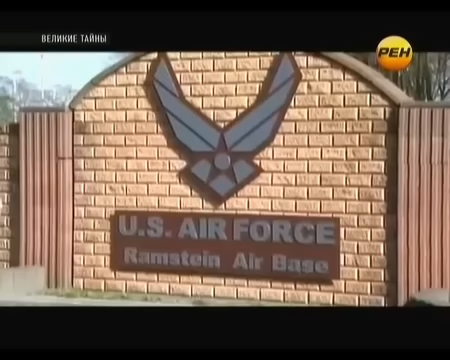 ВЕЛИКИЕ ТАЙНЫ
РЕН
U.S. AIR FORCE
Ramstein Air Base